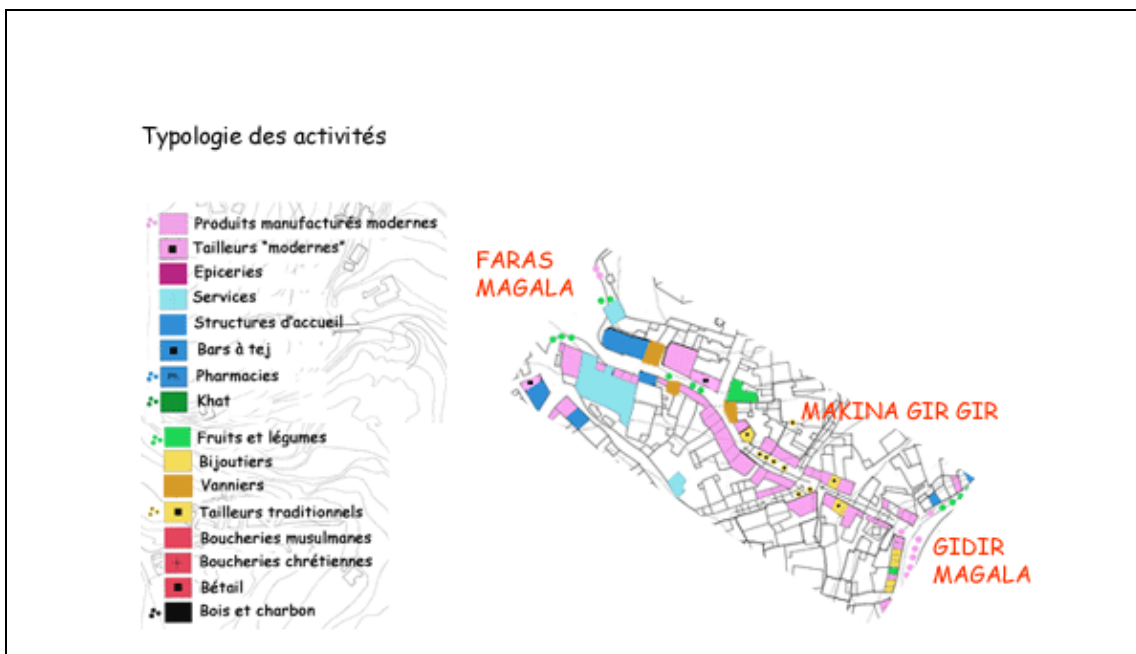 Typologie des activités
Produits manufacturés modernes
Tailleurs "modernes"
Epiceries
Services
Structures d'accueil
Bars à tej
Pharmacies
Khat
Fruits et légumes
Bijoutiers
Vanniers
Tailleurs traditionnels
Boucheries musulmanes
Boucheries chrétiennes
Bétail
Bois et charbon
FARAS
MAGALA
MAKINA GIR GIR
GIDIR
MAGALA